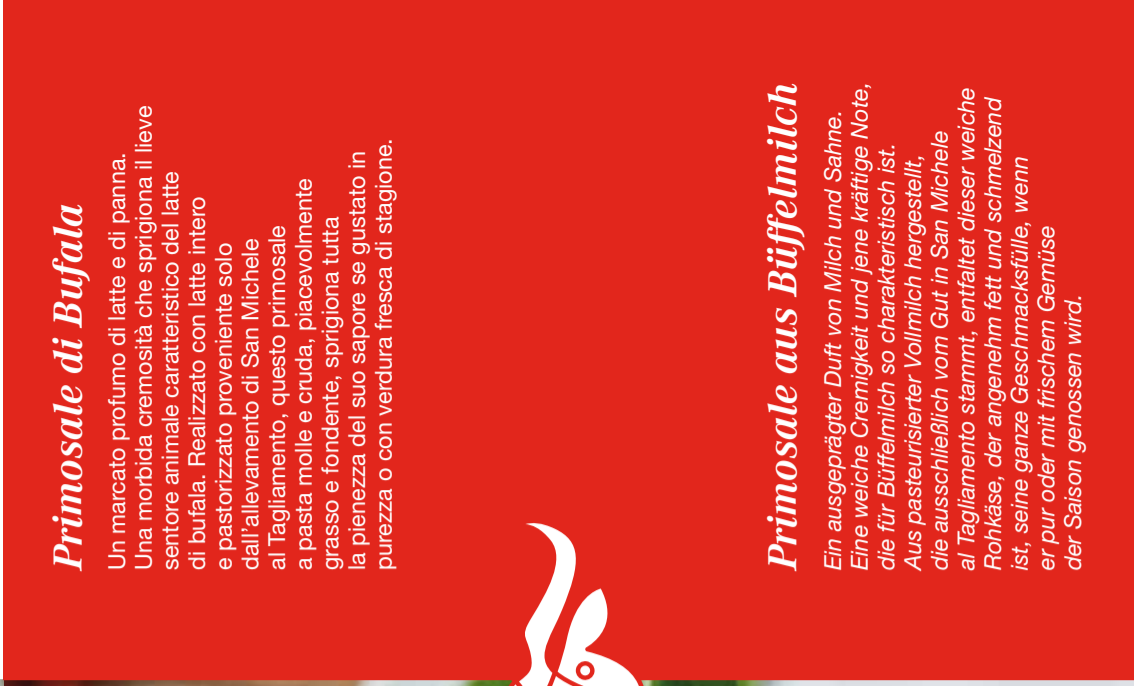 Primosale di Bufala
Un marcato profumo di latte e di panna.
Una morbida cremosità che sprigiona il lieve
sentore animale caratteristico del latte
di bufala. Realizzato con latte intero
e pastorizzato proveniente solo
dall'allevamento di San Michele
al Tagliamento, questo primosale
a pasta molle e cruda, piacevolmente
grasso e fondente, sprigiona tutta
la pienezza del suo sapore se gustato in
purezza o con verdura fresca di stagione.
Primosale aus Büffelmilch
Ein ausgeprägter Duft von Milch und Sahne.
Eine weiche Cremigkeit und jene kräftige Note,
die für Büffelmilch so charakteristisch ist.
Aus pasteurisierter Vollmilch hergestellt,
die ausschließlich vom Gut in San Michele
al Tagliamento stammt, entfaltet dieser weiche
Rohkäse, der angenehm fett und schmelzend
ist, seine ganze Geschmacksfülle, wenn
er pur oder mit frischem Gemüse
der Saison genossen wird.